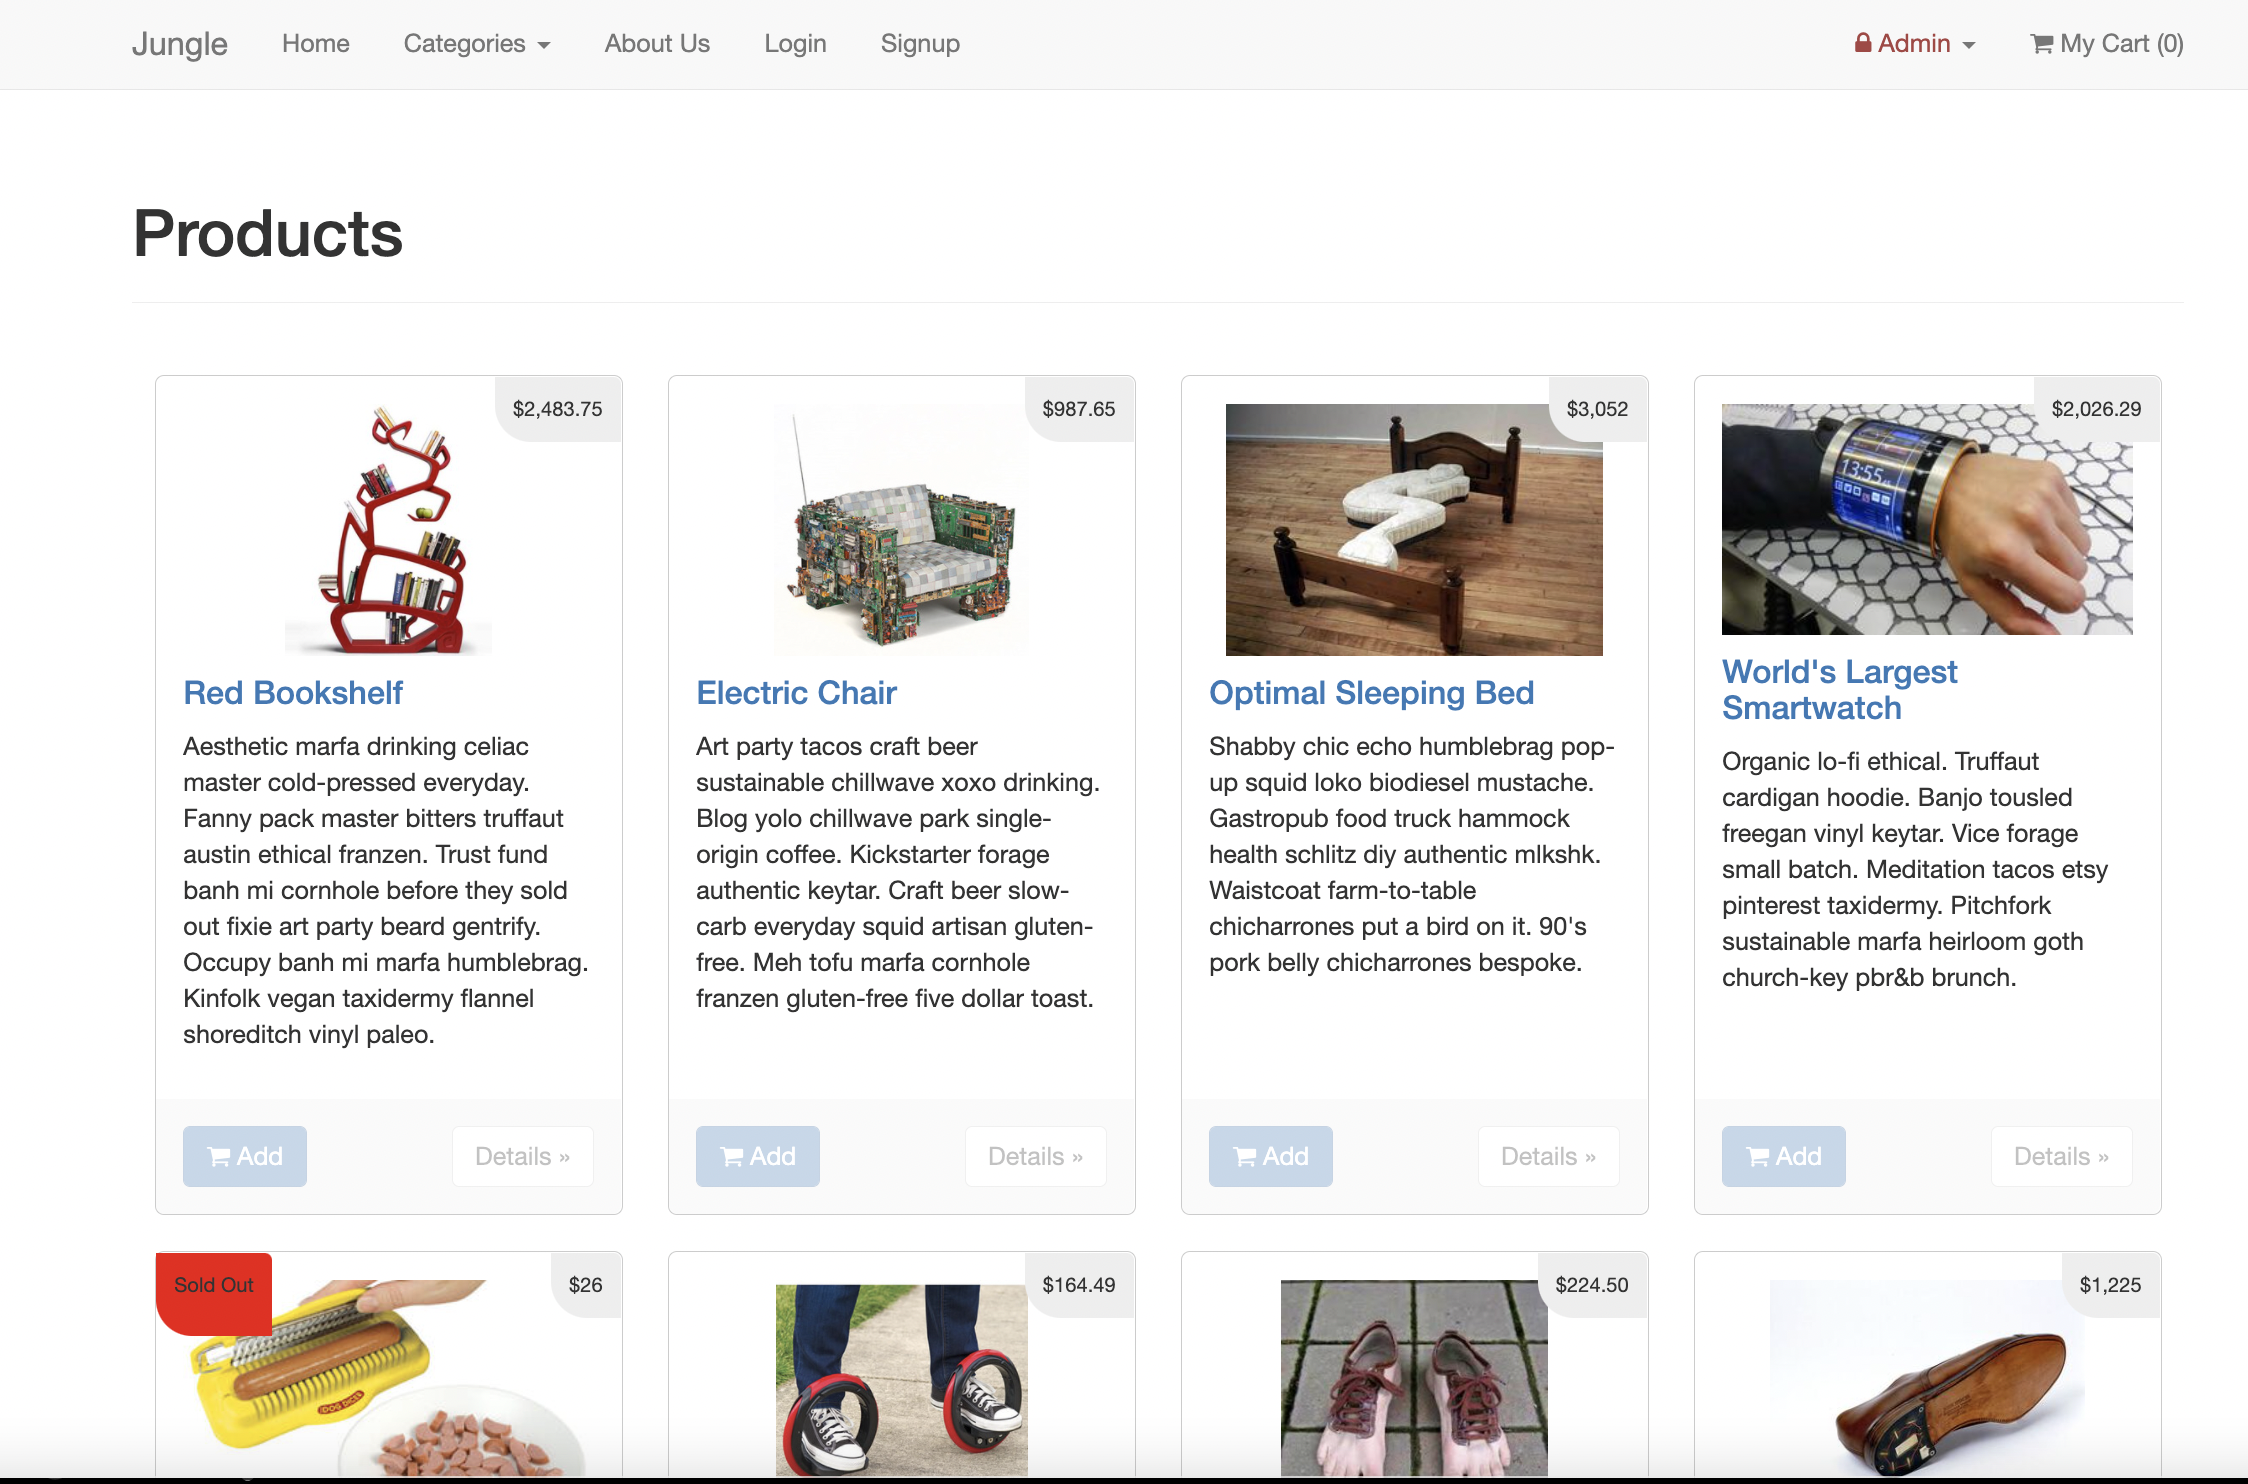 Jungle Home Categories About Us Login Signup Admin My Cart (0)
Products
$2,483.75
Red Bookshelf
Aesthetic marfa drinking celiac
master cold-pressed everyday.
Fanny pack master bitters truffaut
austin ethical franzen. Trust fund
banh mi cornhole before they sold
out fixie art party beard gentrify.
Occupy banh mi marfa humblebrag.
Kinfolk vegan taxidermy flannel
shoreditch vinyl paleo.
Add Details »
$987.65
Electric Chair
Art party tacos craft beer
sustainable chillwave xoxo drinking.
Blog yolo chillwave park single-
origin coffee. Kickstarter forage
authentic keytar. Craft beer slow-
carb everyday squid artisan gluten-
free. Meh tofu marfa cornhole
franzen gluten-free five dollar toast.
Add Details »
$3,052
Optimal Sleeping Bed
Shabby chic echo humblebrag pop-
up squid loko biodiesel mustache.
Gastropub food truck hammock
health schlitz diy authentic mlkshk.
Waistcoat farm-to-table
chicharrones put a bird on it. 90's
pork belly chicharrones bespoke.
Add Details »
$2,026.29
13:55
World's Largest
Smartwatch
Organic lo-fi ethical. Truffaut
cardigan hoodie. Banjo tousled
freegan vinyl keytar. Vice forage
small batch. Meditation tacos etsy
pinterest taxidermy. Pitchfork
sustainable marfa heirloom goth
church-key pbr&b brunch.
Add Details »
Sold Out
$26
$164.49
$224.50
$1,225